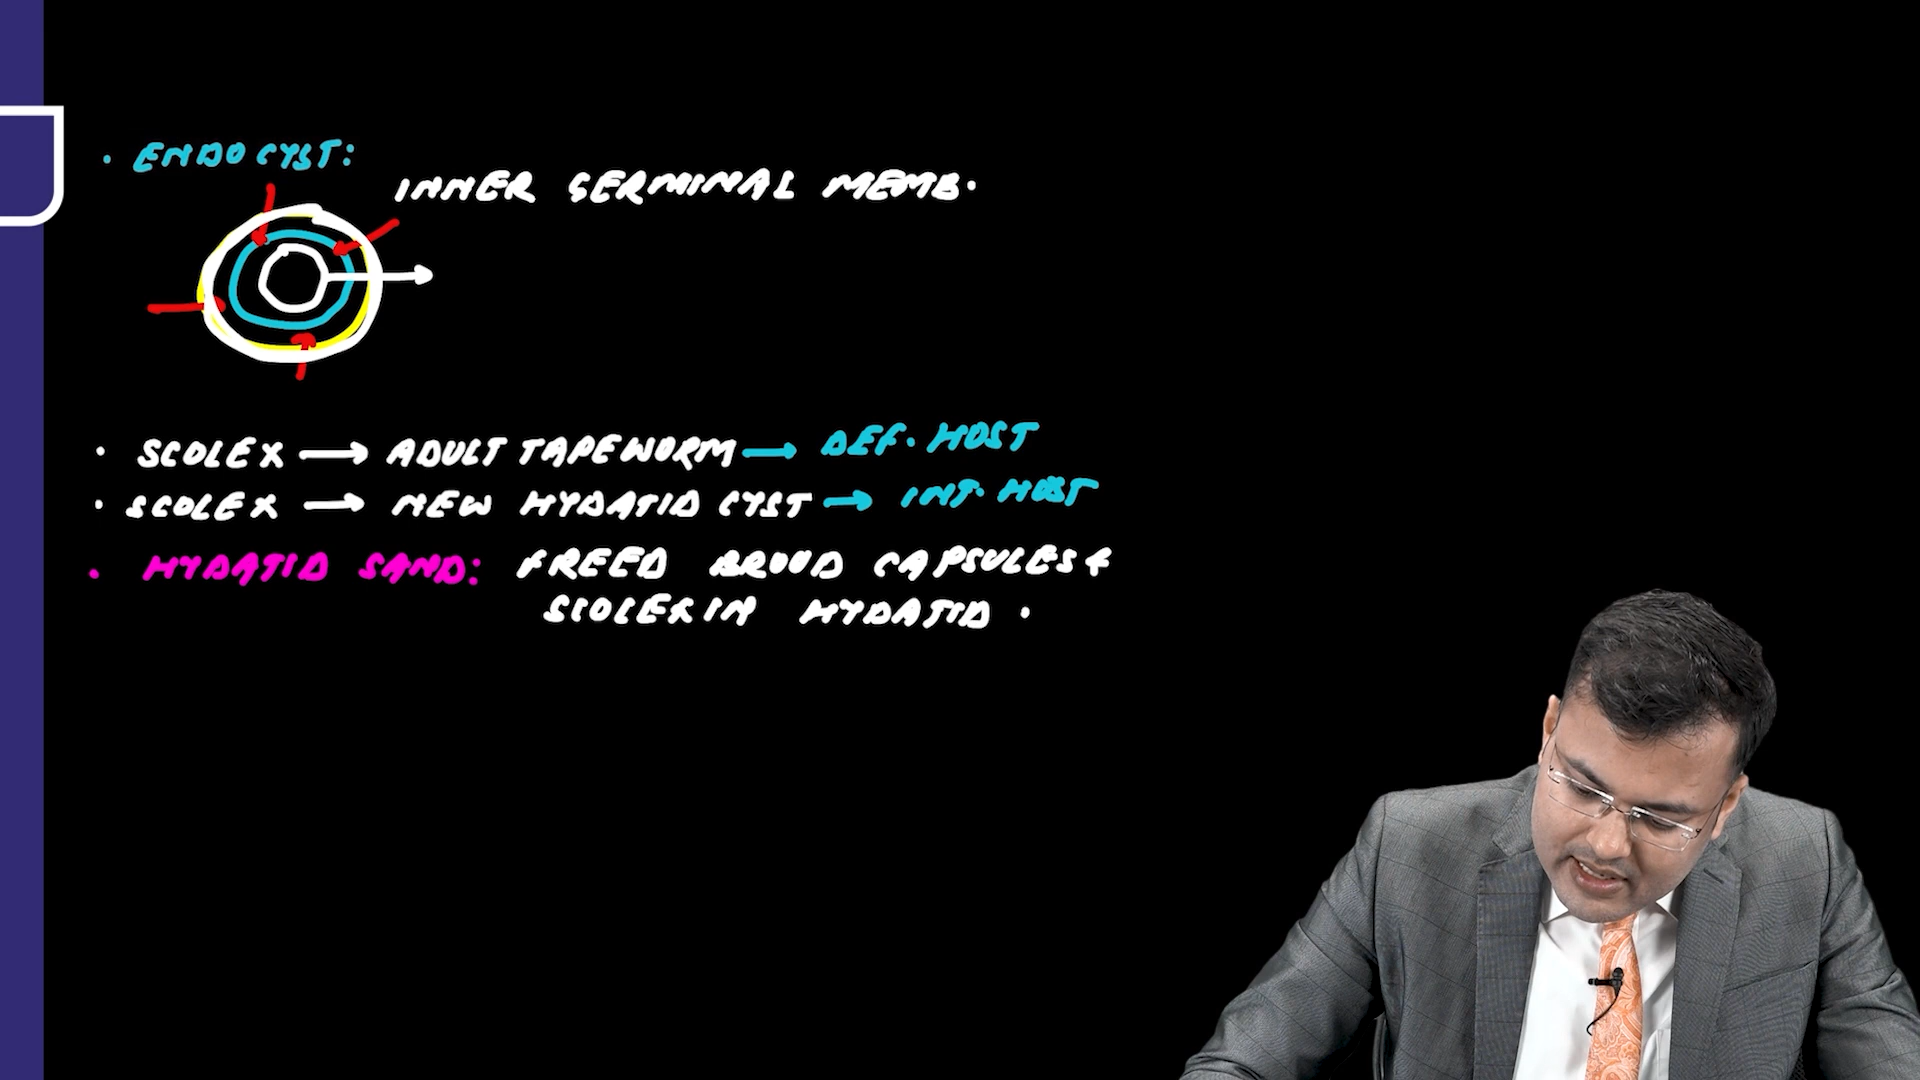 • ENDOCYST:
INNER GERMINAL MEMB.
• SCOLEX → ADULT TAPEWORM → DEF. HOST
• SCOLEX → NEW HYDATID CYST → INT. HOST
• HYDATID SAND: FREED BROOD CAPSULES &
SCOLEX IN HYDATID .